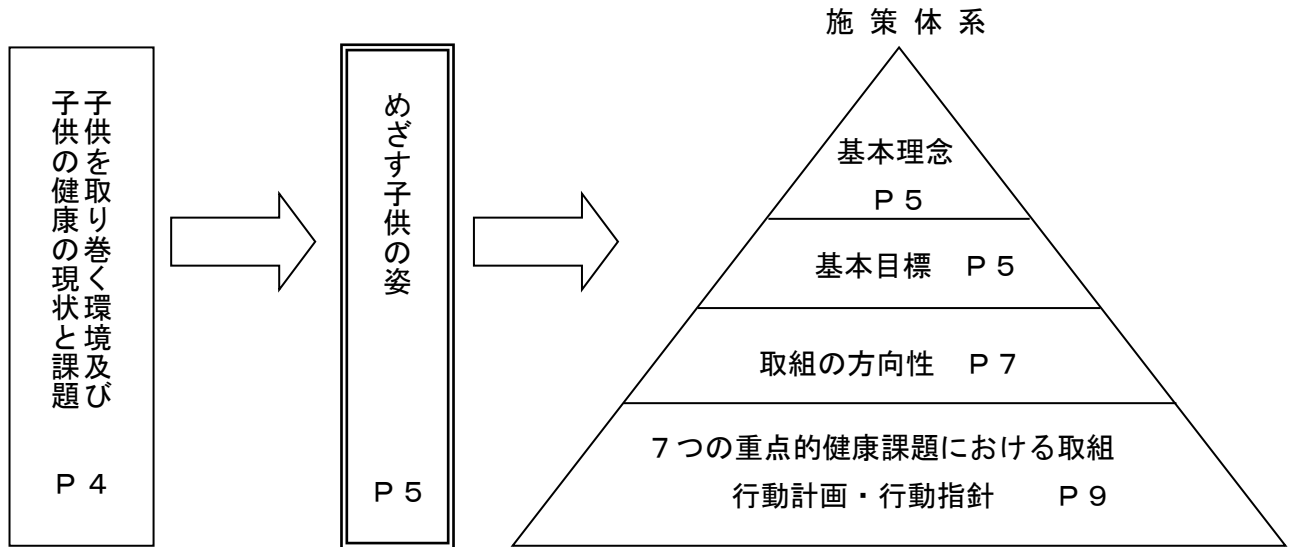 施策体系
子供を取り巻く環境及び
子供の健康の現状と課題
Ｐ４
めざす子供の姿
Ｐ５
基本理念
Ｐ５
基本目標　Ｐ５
取組の方向性　Ｐ７
７つの重点的健康課題における取組
行動計画・行動指針　　Ｐ９